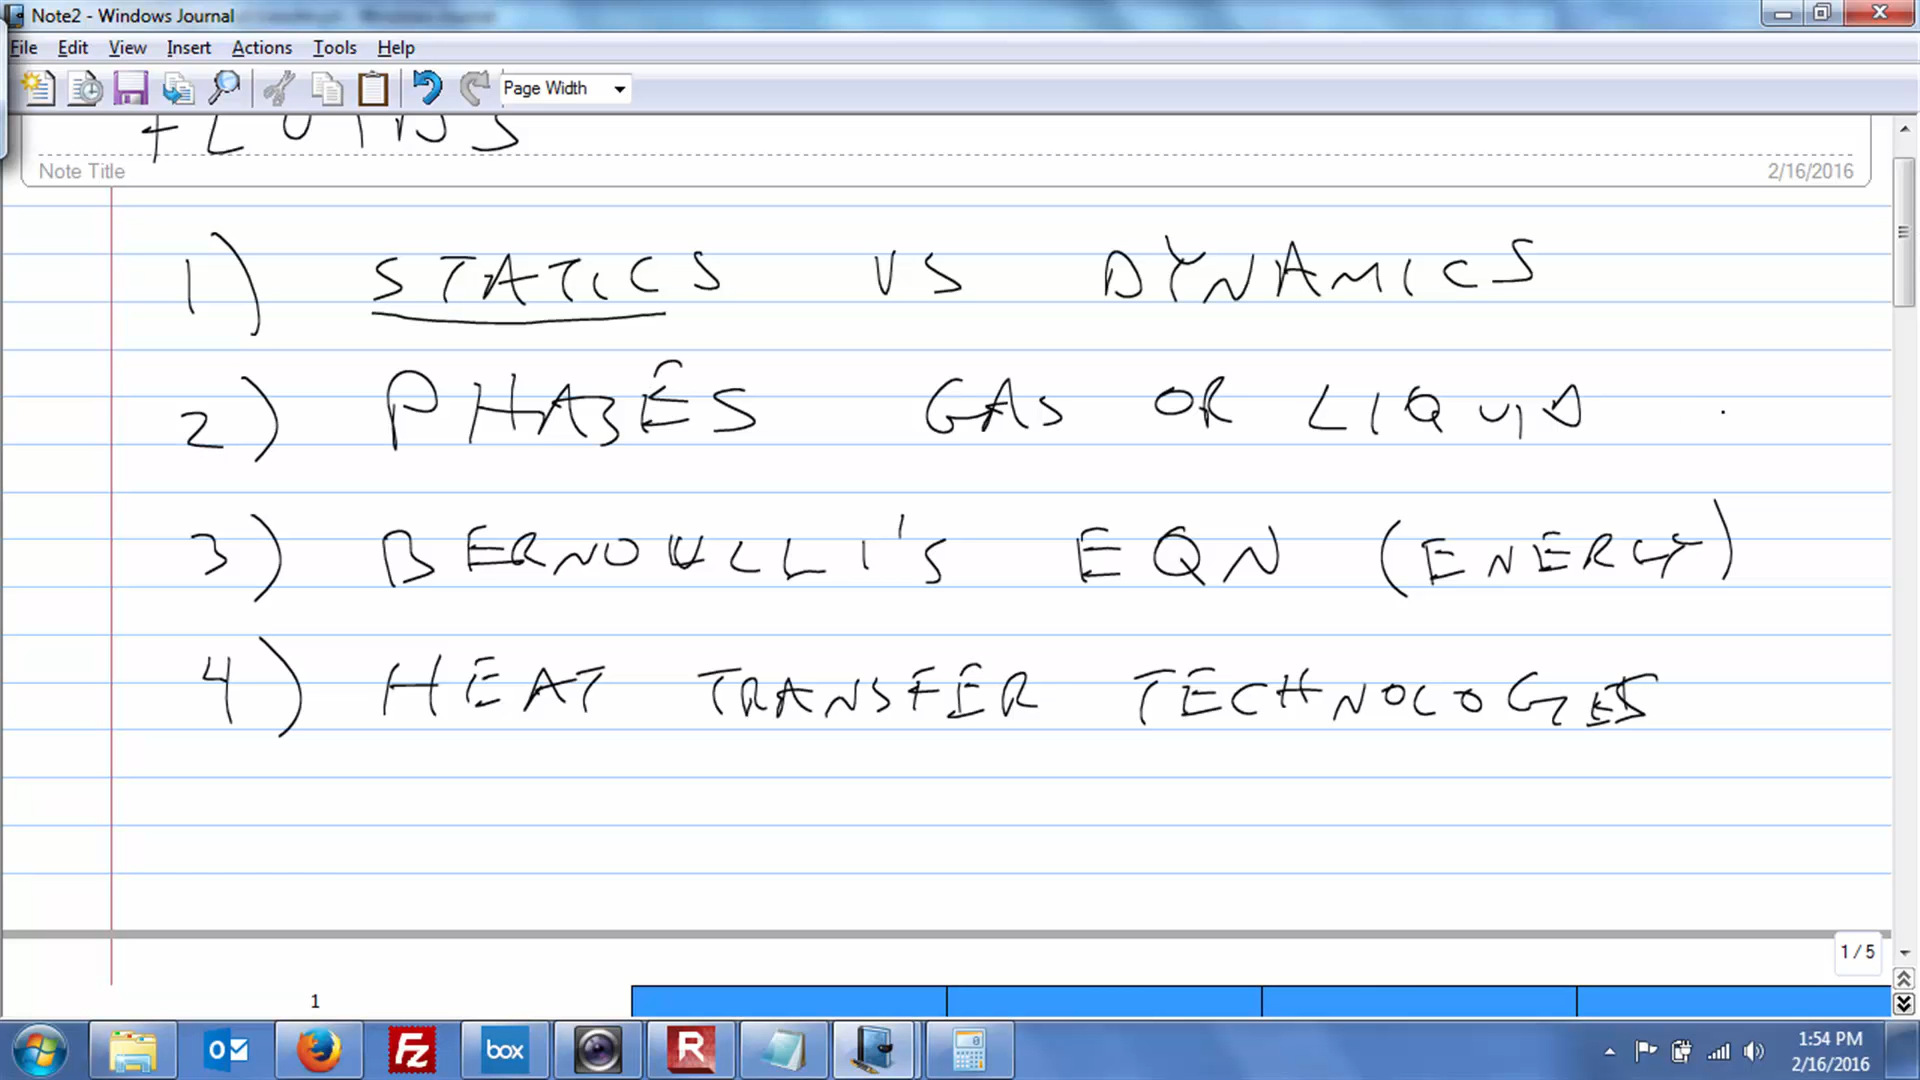 Note2 - Windows Journal
File Edit View Insert Actions Tools Help
Page Width
FLUIDS
Note Title
2/16/2016
1) STATICS VS DYNAMICS
2) PHASES GAS OR LIQUID
3) BERNOULLI'S EQN (ENERGY)
4) HEAT TRANSFER TECHNOLOGIES
1 / 5
1
box
1:54 PM
2/16/2016